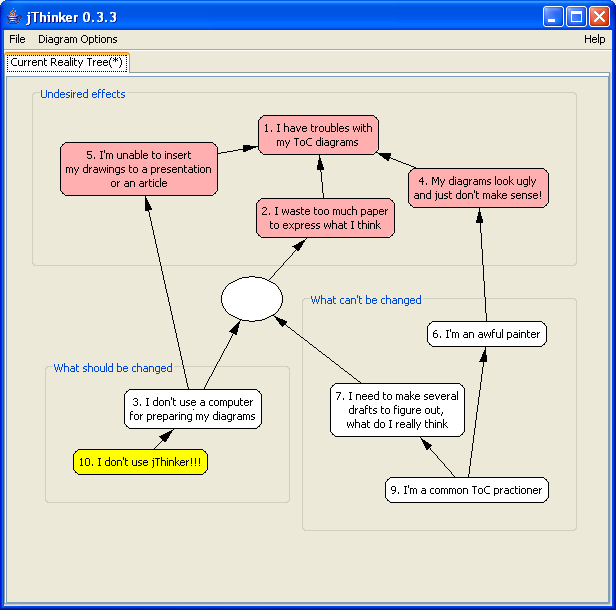 jThinker 0.3.3
File Diagram Options Help
Current Reality Tree(*)
Undesired effects
1. I have troubles with
my ToC diagrams
5. I'm unable to insert
my drawings to a presentation
or an article
4. My diagrams look ugly
and just don't make sense!
2. I waste too much paper
to express what I think
What can't be changed
6. I'm an awful painter
What should be changed
3. I don't use a computer
for preparing my diagrams
7. I need to make several
drafts to figure out,
what do I really think
10. I don't use jThinker!!!
9. I'm a common ToC practioner